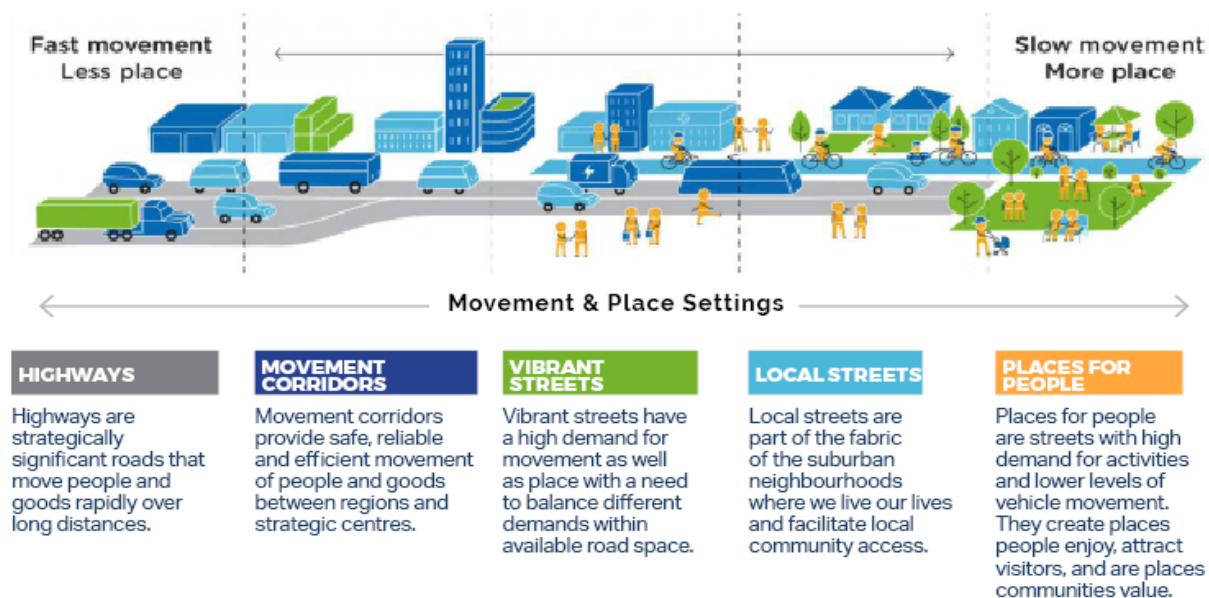 Fast movement
Less place
Slow movement
More place
Movement & Place Settings
HIGHWAYS
Highways are
strategically
significant roads that
move people and
goods rapidly over
long distances.
MOVEMENT
CORRIDORS
Movement corridors
provide safe, reliable
and efficient movement
of people and goods
between regions and
strategic centres.
VIBRANT
STREETS
Vibrant streets have
a high demand for
movement as well
as place with a need
to balance different
demands within
available road space.
LOCAL STREETS
Local streets are
part of the fabric
of the suburban
neighbourhoods
where we live our lives
and facilitate local
community access.
PLACES FOR
PEOPLE
Places for people
are streets with high
demand for activities
and lower levels of
vehicle movement.
They create places
people enjoy, attract
visitors, and are places
communities value.